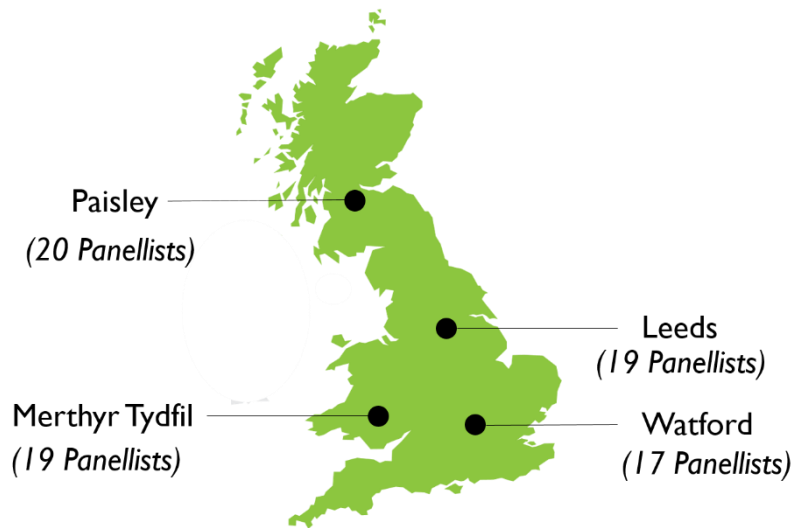 Paisley
(20 Panellists)
Leeds
(19 Panellists)
Merthyr Tydfil
(19 Panellists)
Watford
(17 Panellists)